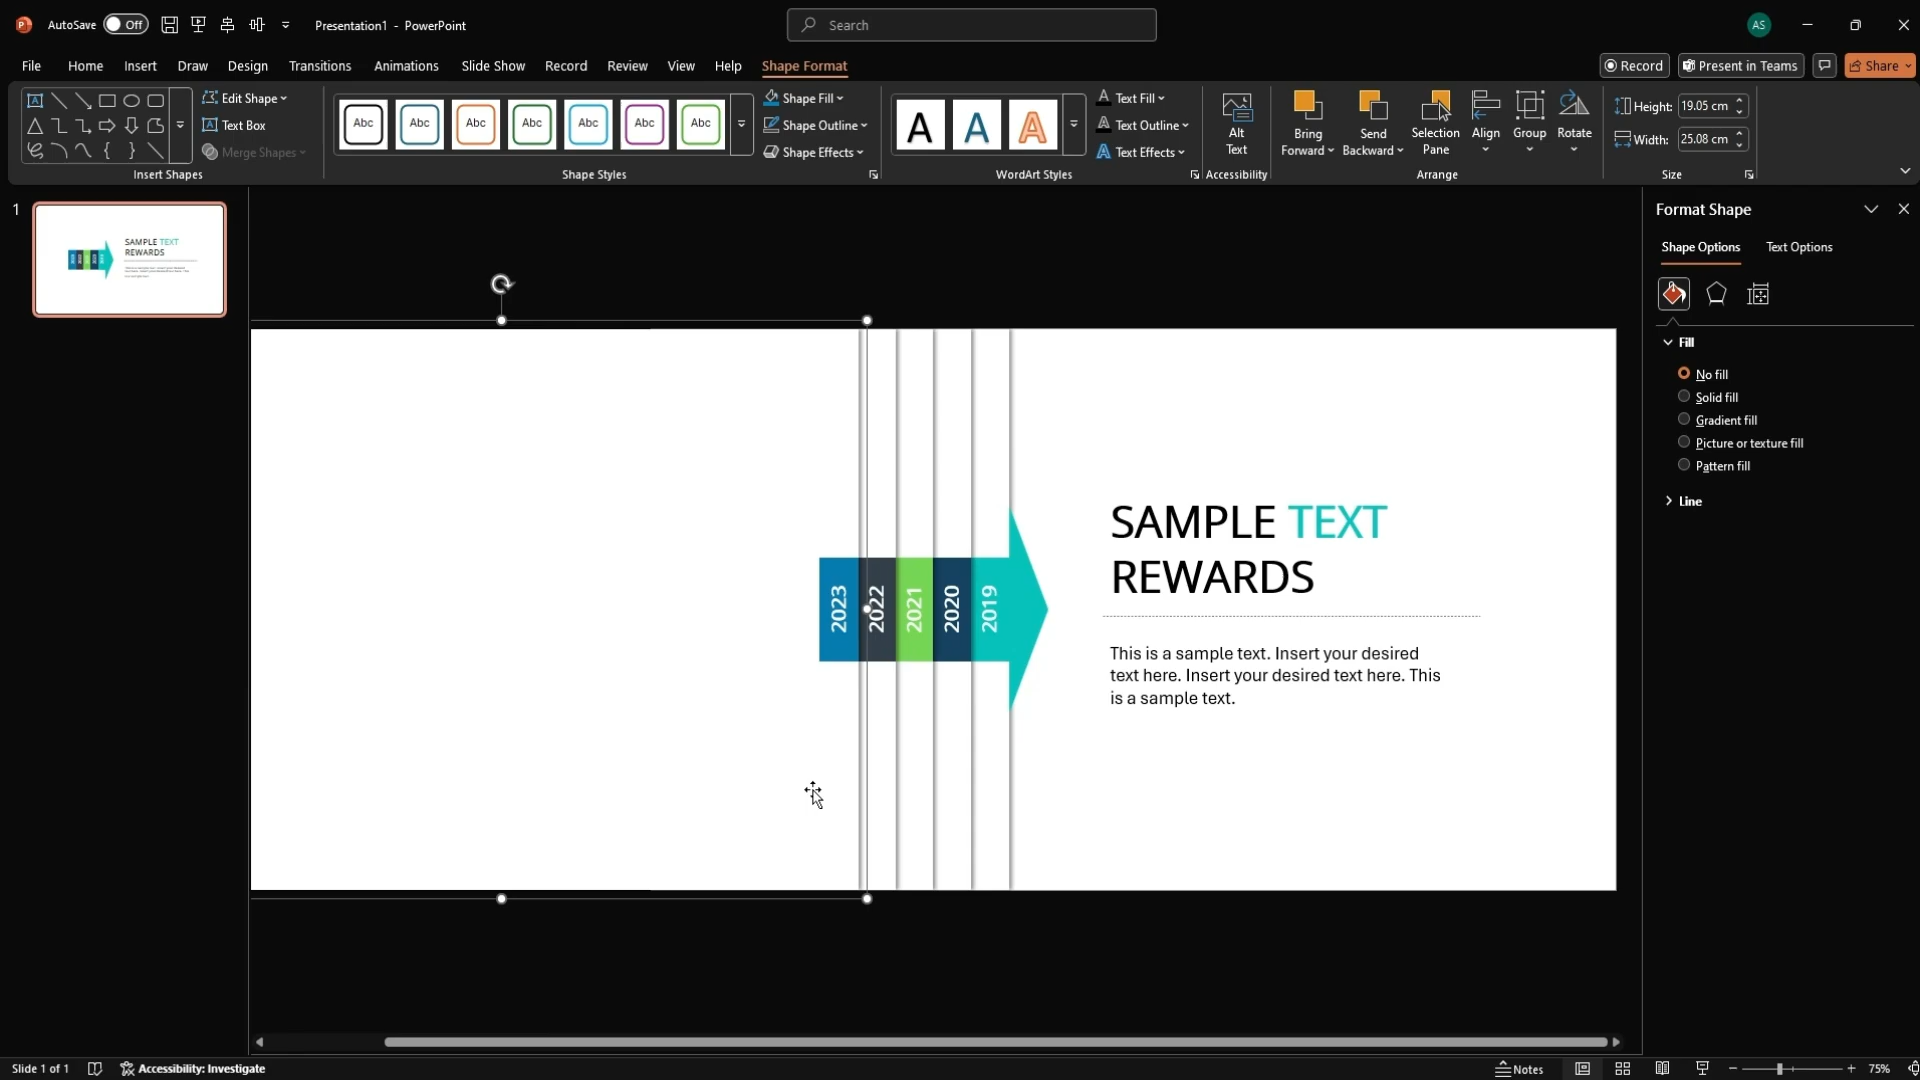 AutoSave Off Presentation1 - PowerPoint Search AS
File Home Insert Draw Design Transitions Animations Slide Show Record Review View Help Shape Format Record Present in Teams Share
Edit Shape Text Box Merge Shapes
Insert Shapes
Abc Abc Abc Abc Abc Abc Abc
Shape Fill
Shape Outline
Shape Effects
Shape Styles
A A A
Text Fill
Text Outline
Text Effects
WordArt Styles
Alt Text
Accessibility
Bring Forward
Send Backward
Selection Pane
Align
Group
Rotate
Arrange
Height: 19.05 cm
Width: 25.08 cm
Size
1
SAMPLE TEXT
REWARDS
2023 2022 2021 2020 2019
SAMPLE TEXT
REWARDS
This is a sample text. Insert your desired
text here. Insert your desired text here. This
is a sample text.
Format Shape
Shape Options Text Options
Fill
No fill
Solid fill
Gradient fill
Picture or texture fill
Pattern fill
Line
Slide 1 of 1 Accessibility: Investigate Notes 75%